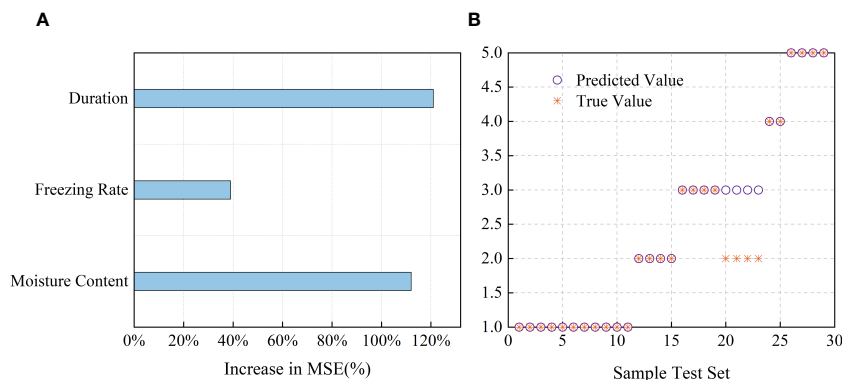 A
Duration
Freezing Rate
Moisture Content
0% 20% 40% 60% 80% 100% 120%
Increase in MSE(%)
B
5.0
4.5
4.0
3.5
3.0
2.5
2.0
1.5
1.0
Predicted Value
True Value
0 5 10 15 20 25 30
Sample Test Set